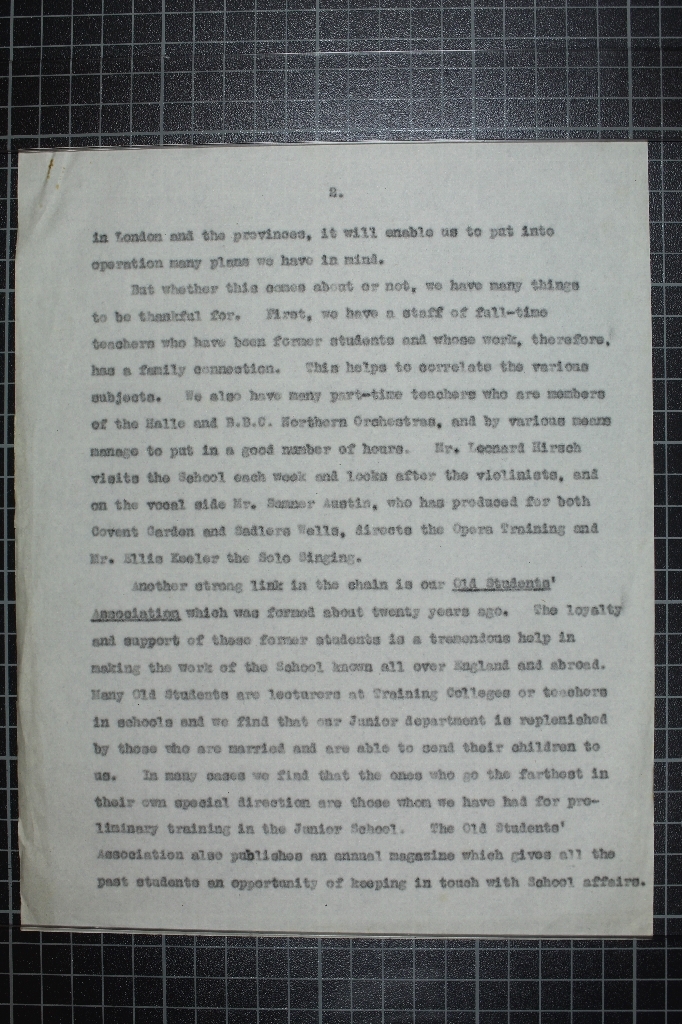 2.
in London and the provinces, it will enable us to put into
operation many plans we have in mind.
But whether this comes about or not, we have many things
to be thankful for. First, we have a staff of full-time
teachers who have been former students and whose work, therefore,
has a family connection. This helps to correlate the various
subjects. We also have many part-time teachers who are members
of the Halle and B.B.C. Northern Orchestras, and by various means
manage to put in a good number of hours. Mr. Leonard Hirsch
visits the School each week and looks after the violinists, and
on the vocal side Mr. Sumner Austin, who has produced for both
Covent Garden and Sadlers Wells, directs the Opera Training and
Mr. Ellis Keeler the Solo Singing.
Another strong link in the chain is our Old Students'
Association which was formed about twenty years ago. The loyalty
and support of these former students is a tremendous help in
making the work of the School known all over England and abroad.
Many Old Students are lecturers at Training Colleges or teachers
in schools and we find that our Junior department is replenished
by those who are married and are able to send their children to
us. In many cases we find that the ones who go the farthest in
their own special direction are those whom we have had for pre-
liminary training in the Junior School. The Old Students'
Association also publishes an annual magazine which gives all the
past students an opportunity of keeping in touch with School affairs.